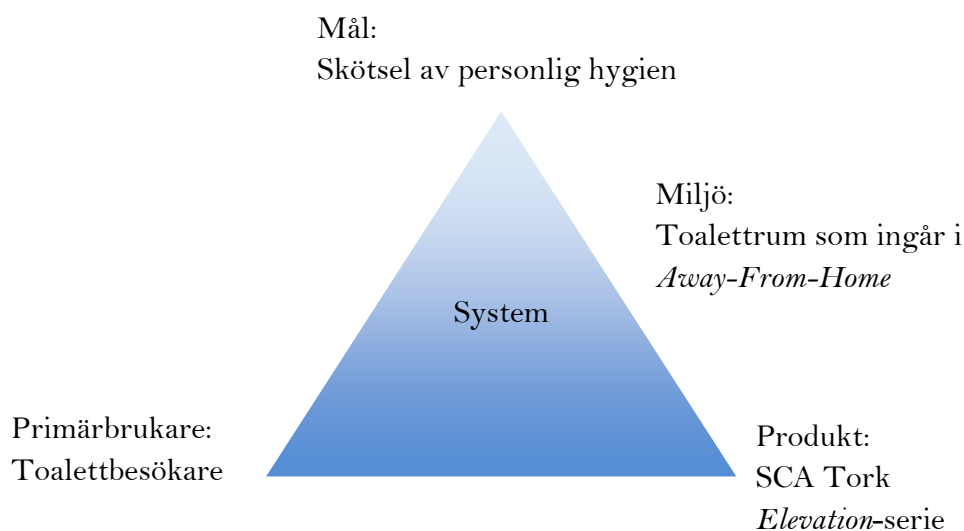 Mål:
Skötsel av personlig hygien
Miljö:
Toalettrum som ingår i
Away-From-Home
System
Primärbrukare:
Toalettbesökare
Produkt:
SCA Tork
Elevation-serie